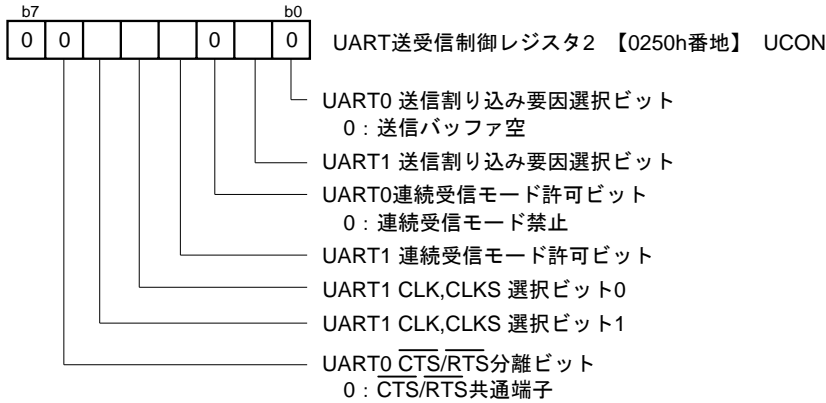 b7 b0
0 0 0 0 UART送受信制御レジスタ2 【0250h番地】 UCON
UART0 送信割り込み要因選択ビット
0：送信バッファ空
UART1 送信割り込み要因選択ビット
UART0連続受信モード許可ビット
0：連続受信モード禁止
UART1 連続受信モード許可ビット
UART1 CLK,CLKS 選択ビット0
UART1 CLK,CLKS 選択ビット1
UART0 CTS/RTS分離ビット
0：CTS/RTS共通端子